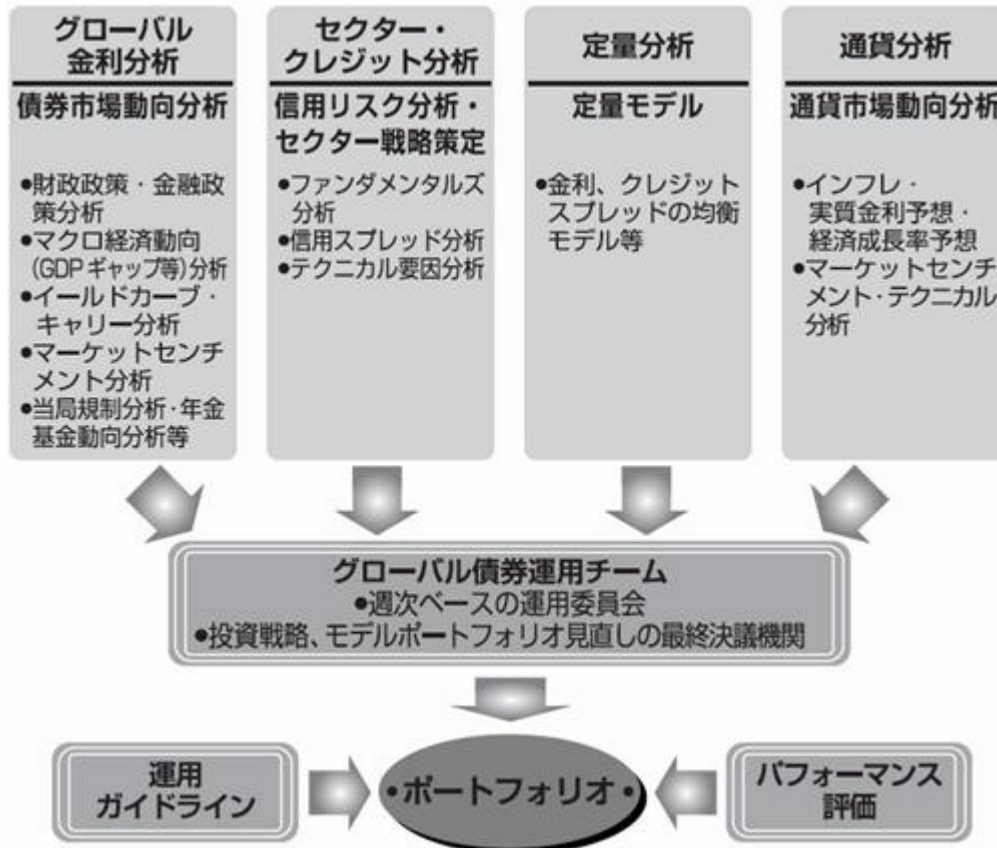 グローバル
金利分析
債券市場動向分析
●財政政策・金融政
策分析
●マクロ経済動向
(GDPギャップ等)分析
●イールドカーブ・
キャリー分析
●マーケットセンチ
メント分析
●当局規制分析・年金
基金動向分析等
セクター・
クレジット分析
信用リスク分析・
セクター戦略策定
●ファンダメンタルズ
分析
●信用スプレッド分析
●テクニカル要因分析
定量分析
定量モデル
●金利、クレジット
スプレッドの均衡
モデル等
通貨分析
通貨市場動向分析
●インフレ・
実質金利予想・
経済成長率予想
●マーケットセンチ
メント・テクニカル
分析
グローバル債券運用チーム
●週次ベースの運用委員会
●投資戦略、モデルポートフォリオ見直しの最終決議機関
運用
ガイドライン
・ポートフォリオ・
パフォーマンス
評価